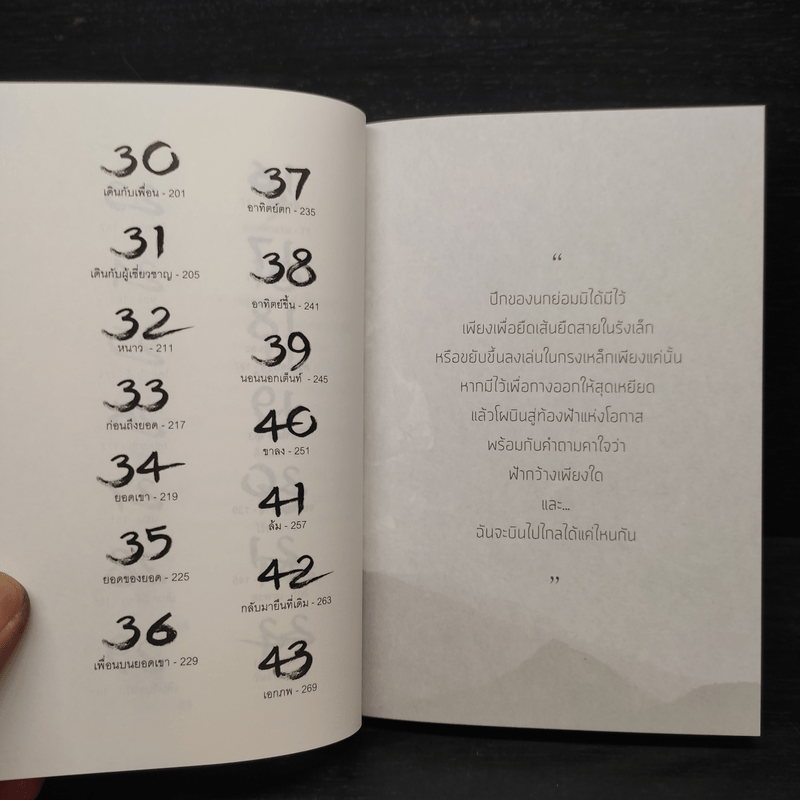 30
เดินกับเพื่อน - 201
31
เดินกับผู้เชี่ยวชาญ - 205
32
หนาว - 211
33
ก่อนถึงยอด - 217
34
ยอดเขา - 219
35
ยอดของยอด - 225
36
เพื่อนบนยอดเขา - 229
37
อาทิตย์ตก - 235
38
อาทิตย์ขึ้น - 241
39
นอนนอกเต็นท์ - 245
40
ขาลง - 251
41
ล้ม - 257
42
กลับมายืนที่เดิม - 263
43
เอกภพ - 269
“
ปีกของนกย่อมมิได้มีไว้
เพียงเพื่อยืดเส้นยืดสายในรังเล็ก
หรือขยับขึ้นลงเล่นในกรงเหล็กเพียงแค่นั้น
หากมีไว้เพื่อกางออกให้สุดเหยียด
แล้วโผบินสู่ท้องฟ้าแห่งโอกาส
พร้อมกับคำถามคาใจว่า
ฟ้ากว้างเพียงใด
และ...
ฉันจะบินไปไกลได้แค่ไหนกัน
”